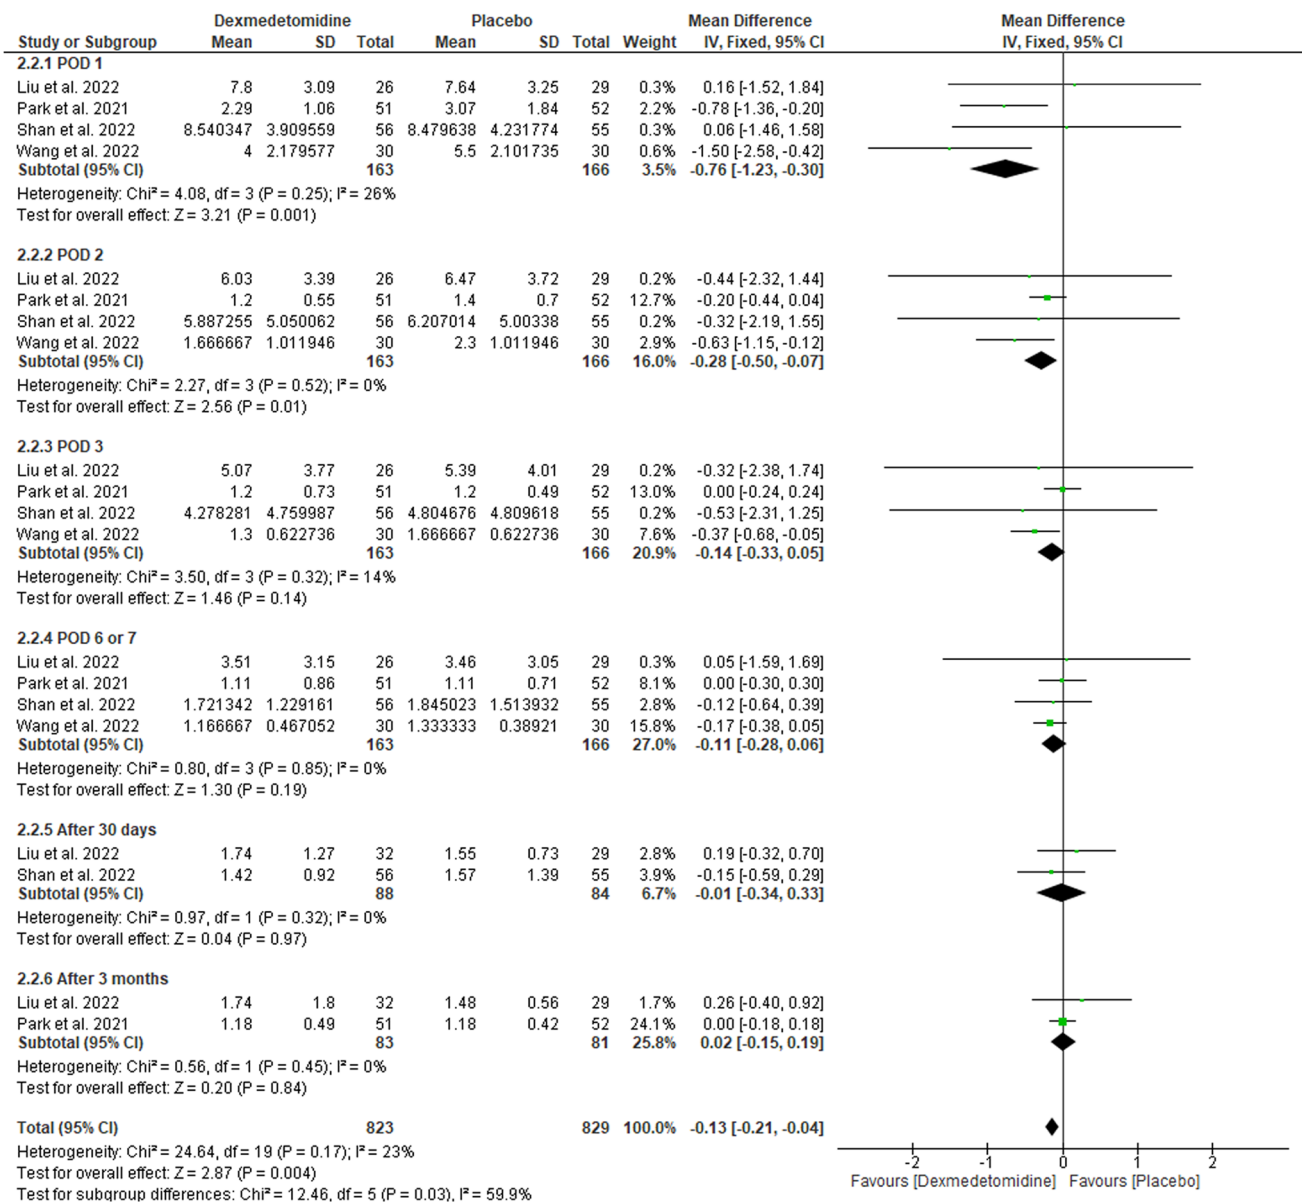 Dexmedetomidine Placebo Mean Difference Mean Difference
Study or Subgroup Mean SD Total Mean SD Total Weight IV, Fixed, 95% CI IV, Fixed, 95% CI
2.2.1 POD 1
Liu et al. 2022 7.8 3.09 26 7.64 3.25 29 0.3% 0.16 [-1.52, 1.84]
Park et al. 2021 2.29 1.06 51 3.07 1.84 52 2.2% -0.78 [-1.36, -0.20]
Shan et al. 2022 8.540347 3.909559 56 8.479638 4.231774 55 0.3% 0.06 [-1.46, 1.58]
Wang et al. 2022 4 2.179577 30 5.5 2.101735 30 0.6% -1.50 [-2.58, -0.42]
Subtotal (95% CI) 163 166 3.5% -0.76 [-1.23, -0.30]
Heterogeneity: Chi² = 4.08, df = 3 (P = 0.25); I² = 26%
Test for overall effect: Z = 3.21 (P = 0.001)
2.2.2 POD 2
Liu et al. 2022 6.03 3.39 26 6.47 3.72 29 0.2% -0.44 [-2.32, 1.44]
Park et al. 2021 1.2 0.55 51 1.4 0.7 52 12.7% -0.20 [-0.44, 0.04]
Shan et al. 2022 5.887255 5.050062 56 6.207014 5.00338 55 0.2% -0.32 [-2.19, 1.55]
Wang et al. 2022 1.666667 1.011946 30 2.3 1.011946 30 2.9% -0.63 [-1.15, -0.12]
Subtotal (95% CI) 163 166 16.0% -0.28 [-0.50, -0.07]
Heterogeneity: Chi² = 2.27, df = 3 (P = 0.52); I² = 0%
Test for overall effect: Z = 2.56 (P = 0.01)
2.2.3 POD 3
Liu et al. 2022 5.07 3.77 26 5.39 4.01 29 0.2% -0.32 [-2.38, 1.74]
Park et al. 2021 1.2 0.73 51 1.2 0.49 52 13.0% 0.00 [-0.24, 0.24]
Shan et al. 2022 4.278281 4.759987 56 4.804676 4.809618 55 0.2% -0.53 [-2.31, 1.25]
Wang et al. 2022 1.3 0.622736 30 1.666667 0.622736 30 7.6% -0.37 [-0.68, -0.05]
Subtotal (95% CI) 163 166 20.9% -0.14 [-0.33, 0.05]
Heterogeneity: Chi² = 3.50, df = 3 (P = 0.32); I² = 14%
Test for overall effect: Z = 1.46 (P = 0.14)
2.2.4 POD 6 or 7
Liu et al. 2022 3.51 3.15 26 3.46 3.05 29 0.3% 0.05 [-1.59, 1.69]
Park et al. 2021 1.11 0.86 51 1.11 0.71 52 8.1% 0.00 [-0.30, 0.30]
Shan et al. 2022 1.721342 1.229161 56 1.845023 1.513932 55 2.8% -0.12 [-0.64, 0.39]
Wang et al. 2022 1.166667 0.467052 30 1.333333 0.38921 30 15.8% -0.17 [-0.38, 0.05]
Subtotal (95% CI) 163 166 27.0% -0.11 [-0.28, 0.06]
Heterogeneity: Chi² = 0.80, df = 3 (P = 0.85); I² = 0%
Test for overall effect: Z = 1.30 (P = 0.19)
2.2.5 After 30 days
Liu et al. 2022 1.74 1.27 32 1.55 0.73 29 2.8% 0.19 [-0.32, 0.70]
Shan et al. 2022 1.42 0.92 56 1.57 1.39 55 3.9% -0.15 [-0.59, 0.29]
Subtotal (95% CI) 88 84 6.7% -0.01 [-0.34, 0.33]
Heterogeneity: Chi² = 0.97, df = 1 (P = 0.32); I² = 0%
Test for overall effect: Z = 0.04 (P = 0.97)
2.2.6 After 3 months
Liu et al. 2022 1.74 1.8 32 1.48 0.56 29 1.7% 0.26 [-0.40, 0.92]
Park et al. 2021 1.18 0.49 51 1.18 0.42 52 24.1% 0.00 [-0.18, 0.18]
Subtotal (95% CI) 83 81 25.8% 0.02 [-0.15, 0.19]
Heterogeneity: Chi² = 0.56, df = 1 (P = 0.45); I² = 0%
Test for overall effect: Z = 0.20 (P = 0.84)
Total (95% CI) 823 829 100.0% -0.13 [-0.21, -0.04]
Heterogeneity: Chi² = 24.64, df = 19 (P = 0.17); I² = 23%
Test for overall effect: Z = 2.87 (P = 0.004)
Test for subgroup differences: Chi² = 12.46, df = 5 (P = 0.03), I² = 59.9%
-2 -1 0 1 2
Favours [Dexmedetomidine] Favours [Placebo]